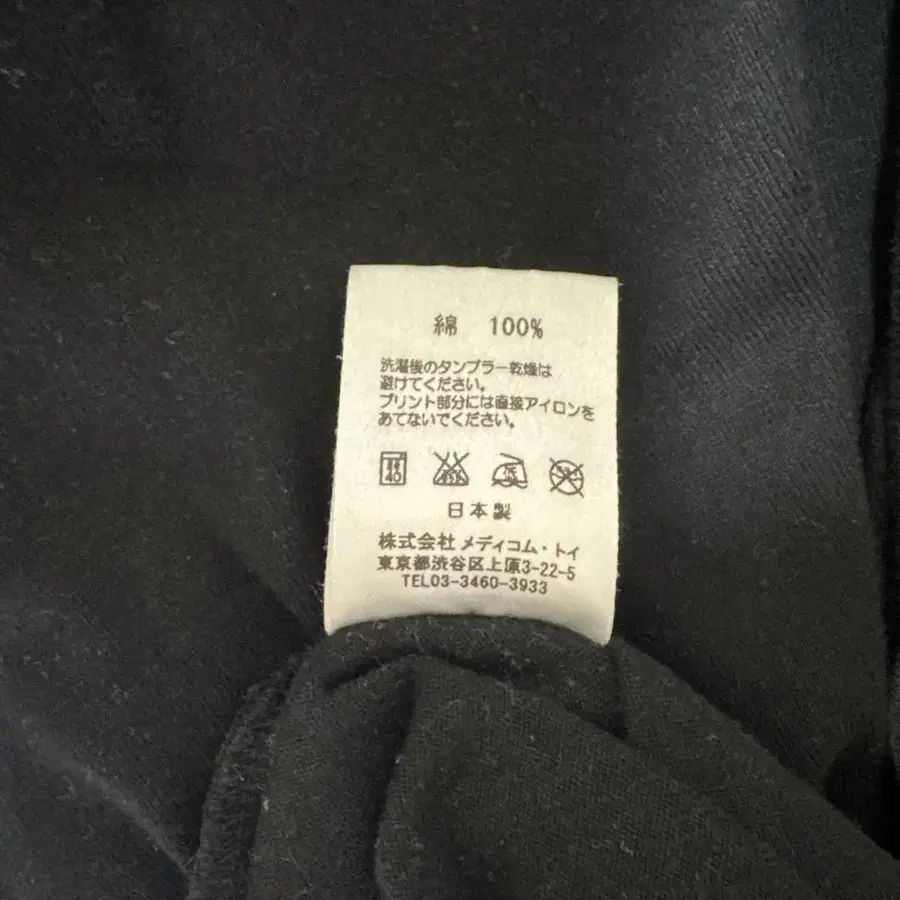 綿 100%
洗濯後のタンブラー乾燥は
避けてください。
プリント部分には直接アイロンを
あてないでください。
40
日本製
株式会社 メディコム・トイ
東京都渋谷区上原3-22-5
TEL03-3460-3933